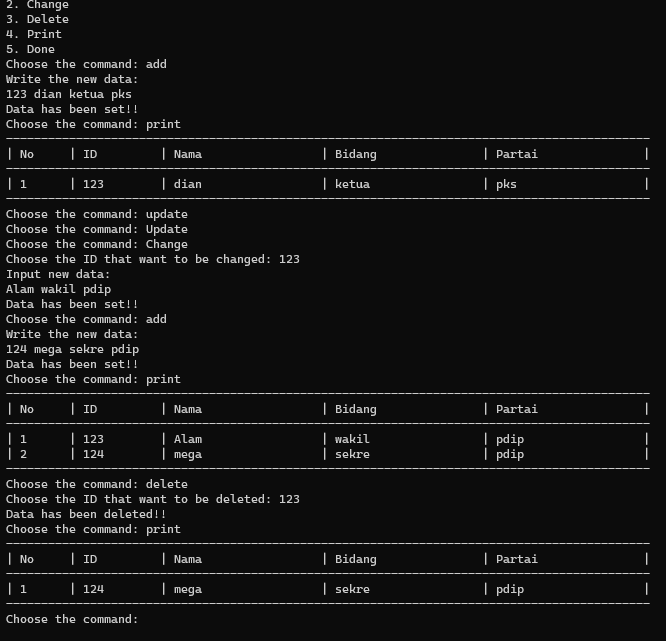 2. Change
3. Delete
4. Print
5. Done
Choose the command: add
Write the new data:
123 dian ketua pks
Data has been set!!
Choose the command: print
| No | ID | Nama | Bidang | Partai |
| 1 | 123 | dian | ketua | pks |
Choose the command: update
Choose the command: Update
Choose the command: Change
Choose the ID that want to be changed: 123
Input new data:
Alam wakil pdip
Data has been set!!
Choose the command: add
Write the new data:
124 mega sekre pdip
Data has been set!!
Choose the command: print
| No | ID | Nama | Bidang | Partai |
| 1 | 123 | Alam | wakil | pdip |
| 2 | 124 | mega | sekre | pdip |
Choose the command: delete
Choose the ID that want to be deleted: 123
Data has been deleted!!
Choose the command: print
| No | ID | Nama | Bidang | Partai |
| 1 | 124 | mega | sekre | pdip |
Choose the command: